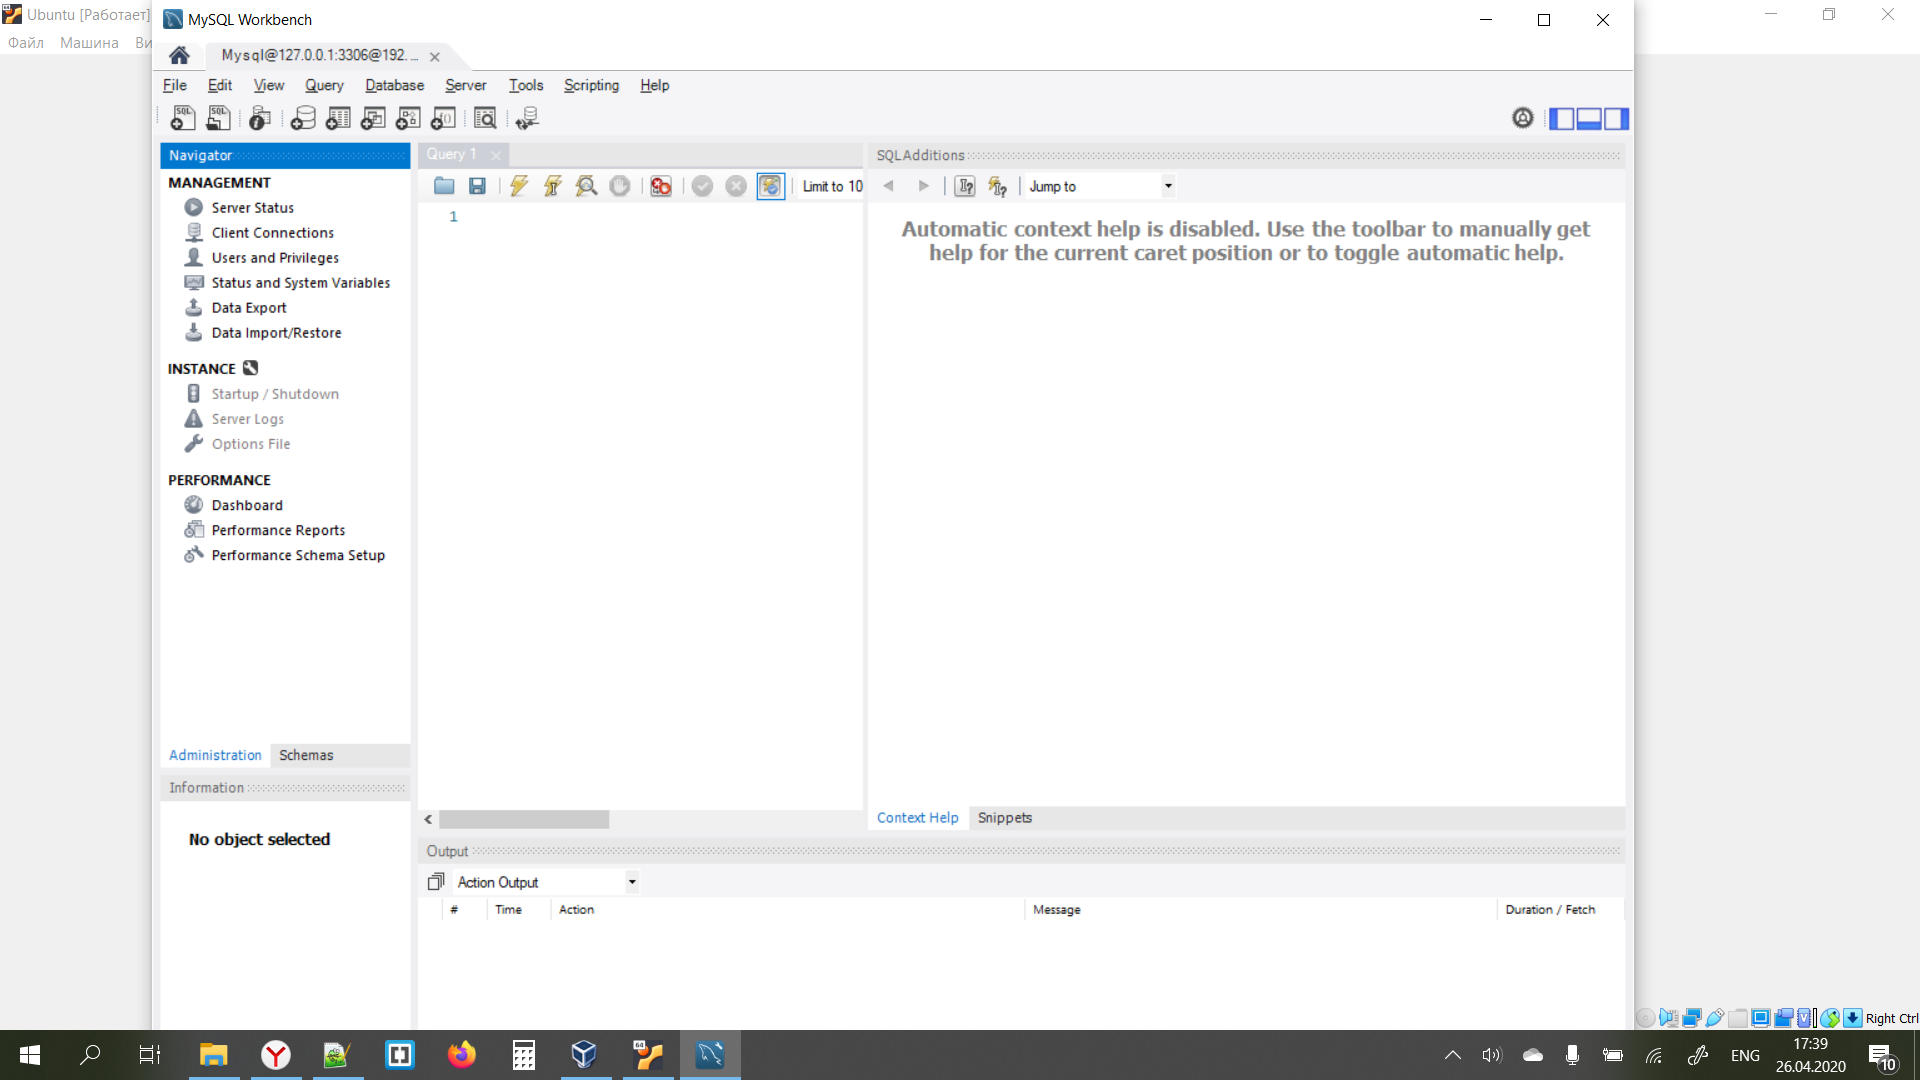 Ubuntu [Работает]
Файл Машина Ви
MySQL Workbench
Mysql@127.0.0.1:3306@192. ...
File Edit View Query Database Server Tools Scripting Help
Navigator
MANAGEMENT
Server Status
Client Connections
Users and Privileges
Status and System Variables
Data Export
Data Import/Restore
INSTANCE
Startup / Shutdown
Server Logs
Options File
PERFORMANCE
Dashboard
Performance Reports
Performance Schema Setup
Administration Schemas
Information
No object selected
Query 1
Limit to 10
1
SQLAdditions
Jump to
Automatic context help is disabled. Use the toolbar to manually get
help for the current caret position or to toggle automatic help.
Context Help Snippets
Output
Action Output
# Time Action Message Duration / Fetch
Right Ctrl
ENG
17:39
26.04.2020
10